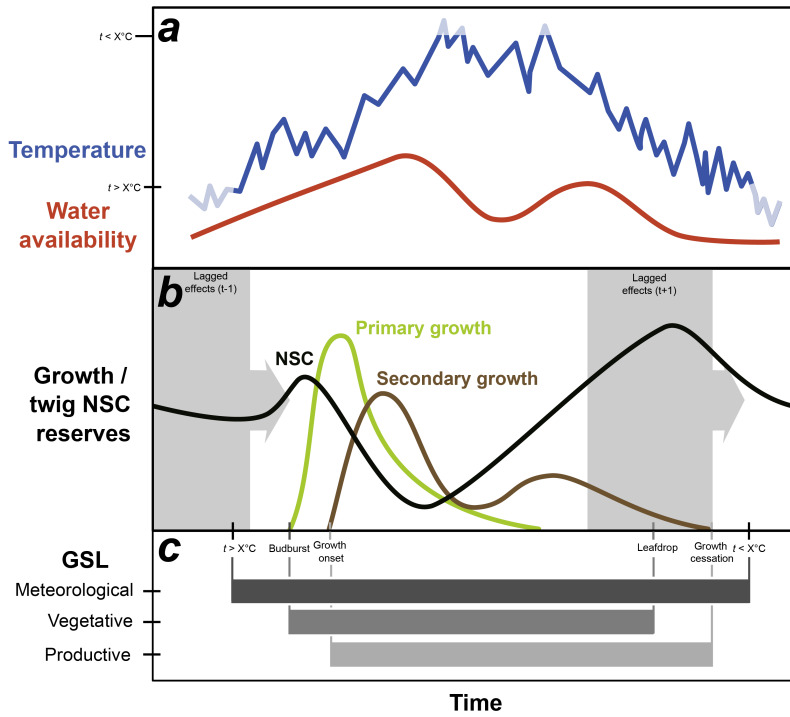 a
t < X°C
Temperature
t > X°C
Water
availability
b
Lagged
effects (t-1)
Lagged
effects (t+1)
Primary growth
NSC
Secondary growth
Growth /
twig NSC
reserves
c
GSL
t > X°C
Budburst
Growth
onset
Leafdrop
Growth
cessation
t < X°C
Meteorological
Vegetative
Productive
Time